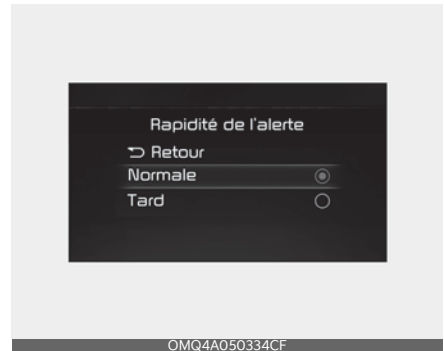 Rapidité de l'alerte
⮌ Retour
Normale
Tard
OMQ4A050334CF